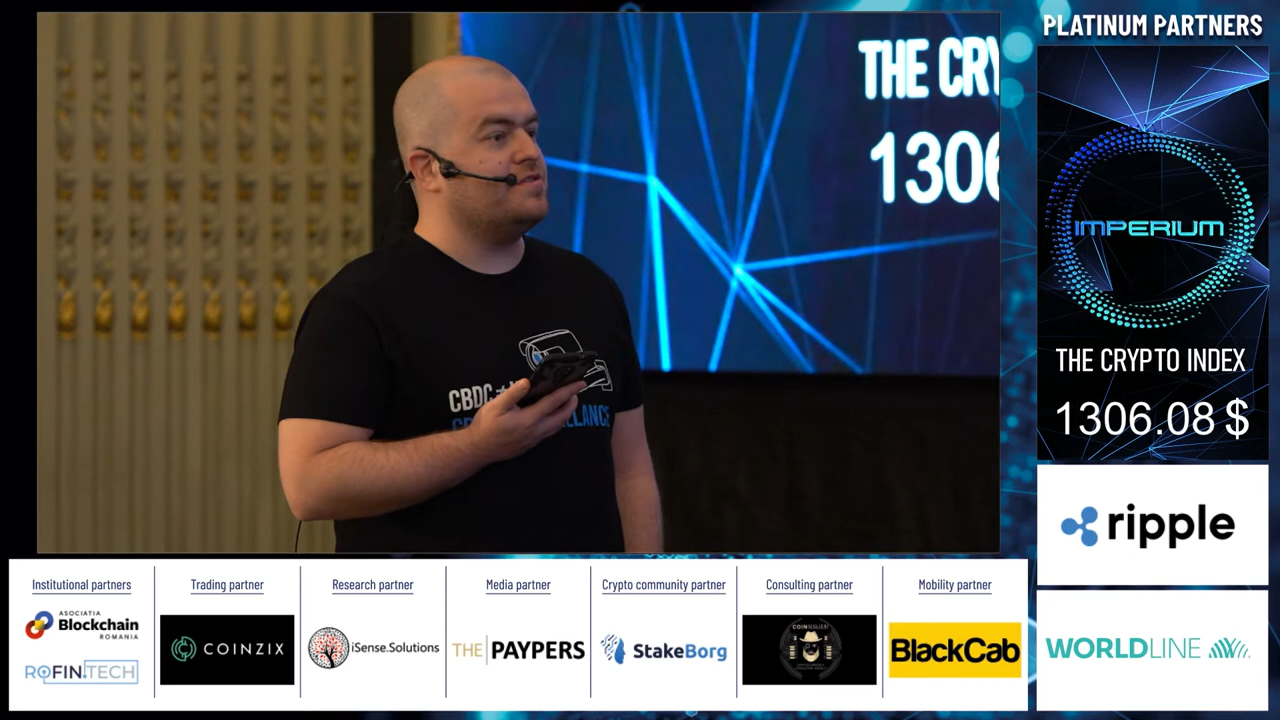 THE CRY
1306
CBDC ≠
PLATINUM PARTNERS
IMPERIUM
THE CRYPTO INDEX
1306.08 $
ripple
WORLDLINE
Institutional partners
ASOCIATIA
Blockchain
ROMANIA
ROFIN.TECH
Trading partner
COINZIX
Research partner
iSense.Solutions
Media partner
THE PAYPERS
Crypto community partner
StakeBorg
Consulting partner
Mobility partner
BlackCab